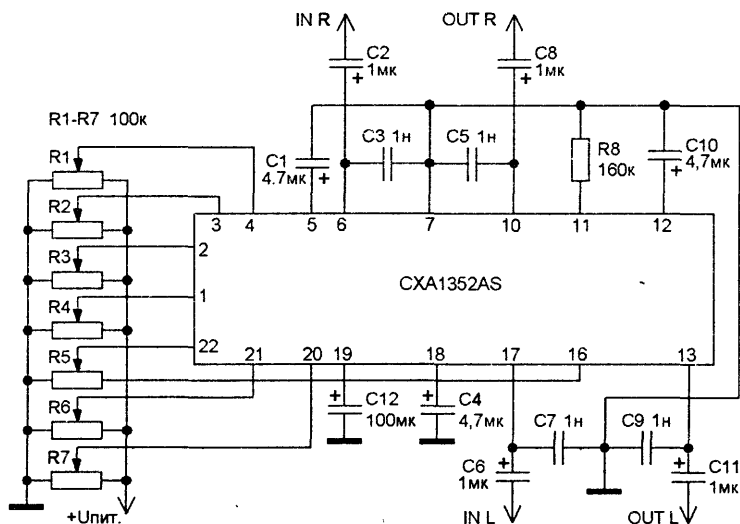 IN R
OUT R
C2
1мк
C8
1мк
R1-R7 100к
C3 1н
C5 1н
R8
160к
C10
4,7мк
C1
4.7мк
R1
R2
R3
R4
R5
R6
R7
3
4
5
6
7
10
11
12
2
1
22
CXA1352AS
21
20
19
18
17
16
13
C12
100мк
C4
4,7мк
C7 1н
C9 1н
C6
1мк
C11
1мк
+Uпит.
IN L
OUT L